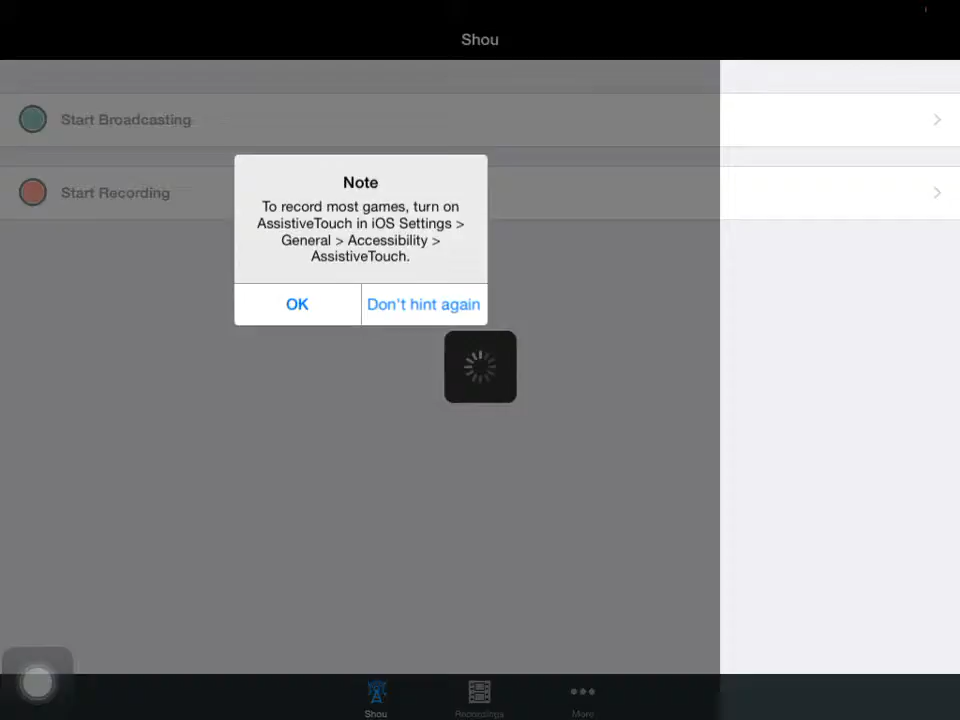 Shou
Start Broadcasting
Start Recording
Note
To record most games, turn on
AssistiveTouch in iOS Settings >
General > Accessibility >
AssistiveTouch.
OK
Don't hint again
Shou
Recordings
More